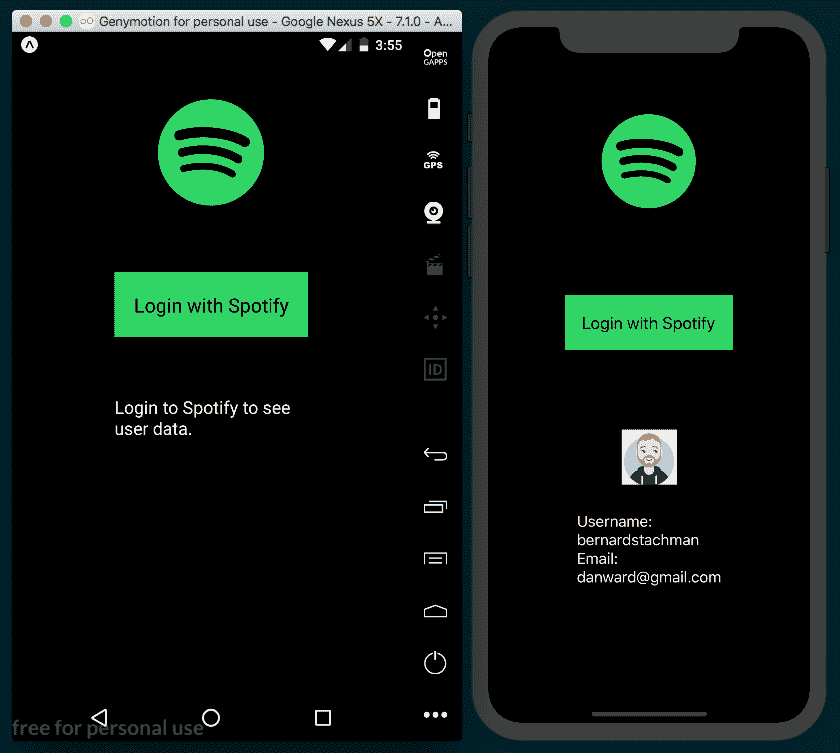 Genymotion for personal use - Google Nexus 5X - 7.1.0 - A...
3:55
Open
GAPPS
GPS
ID
Login with Spotify
Login to Spotify to see
user data.
free for personal use
Login with Spotify
Username:
bernardstachman
Email:
danward@gmail.com